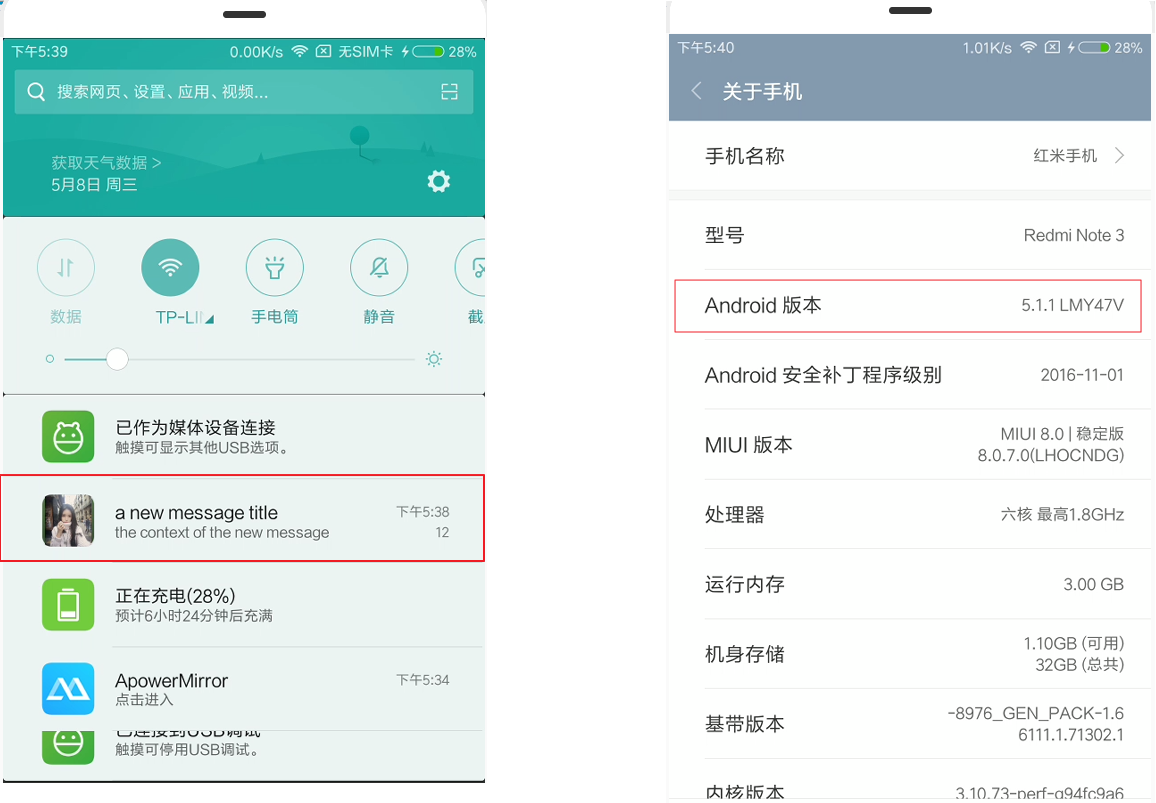 下午5:39
0.00K/s 无SIM卡 28%
搜索网页、设置、应用、视频...
获取天气数据 >
5月8日 周三
数据
TP-LI
手电筒
静音
截
已作为媒体设备连接
触摸可显示其他USB选项。
a new message title 下午5:38
the context of the new message 12
正在充电(28%)
预计6小时24分钟后充满
ApowerMirror 下午5:34
点击进入
已连接到USB调试
触摸可停用USB调试。
下午5:40
1.01K/s 28%
关于手机
手机名称 红米手机
型号 Redmi Note 3
Android 版本 5.1.1 LMY47V
Android 安全补丁程序级别 2016-11-01
MIUI 版本 MIUI 8.0 | 稳定版
8.0.7.0(LHOCNDG)
处理器 六核 最高1.8GHz
运行内存 3.00 GB
机身存储 1.10GB (可用)
32GB (总共)
基带版本 -8976_GEN_PACK-1.6
6111.1.71302.1
内核版本 3.10.73-perf-g94fc9a6